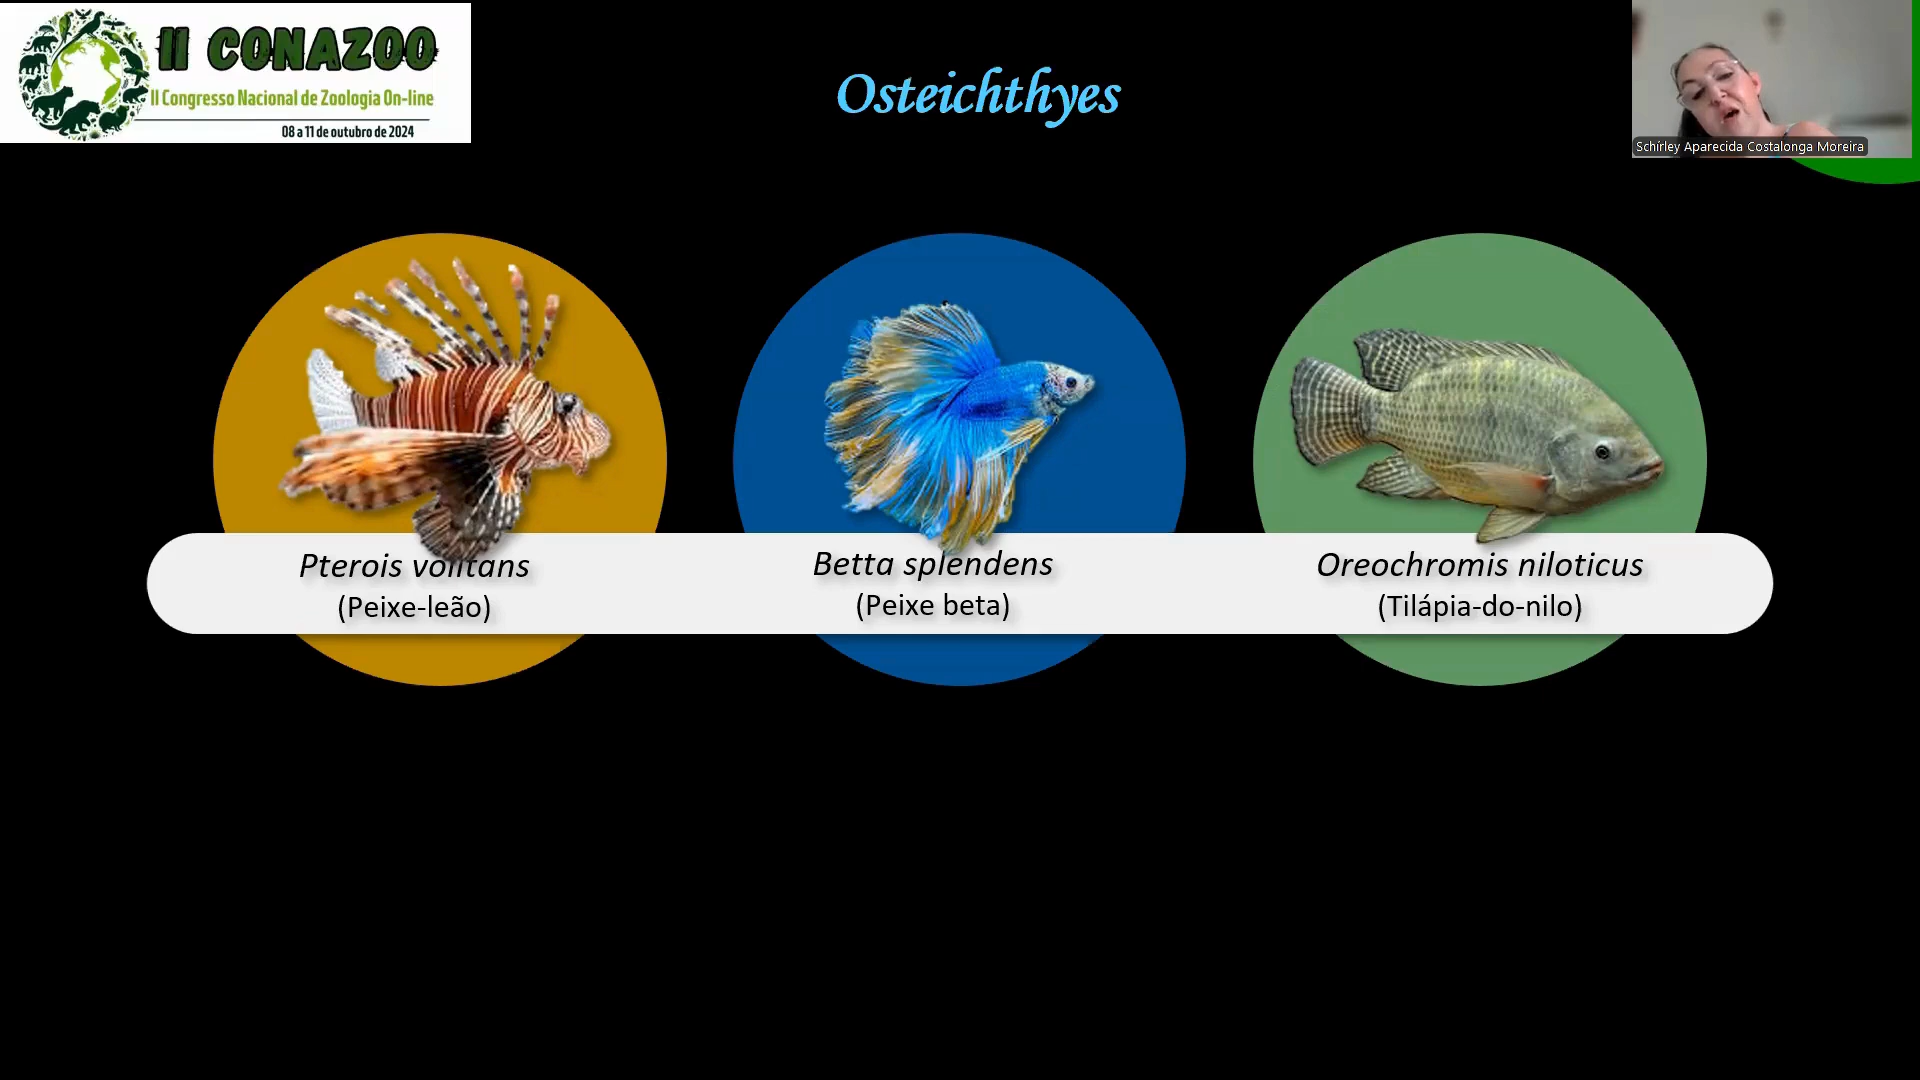 II CONAZOO
II Congresso Nacional de Zoologia On-line
08 a 11 de outubro de 2024
Osteichthyes
Schírley Aparecida Costalonga Moreira
Pterois volitans
(Peixe-leão)
Betta splendens
(Peixe beta)
Oreochromis niloticus
(Tilápia-do-nilo)